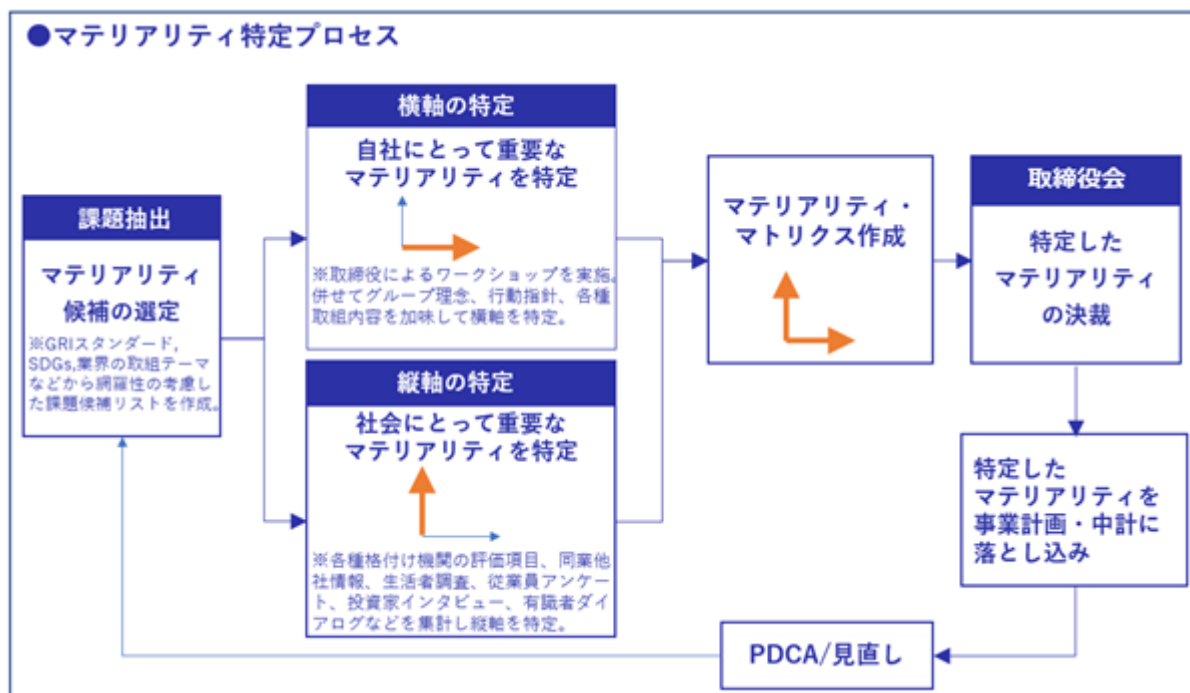 ●マテリアリティ特定プロセス
課題抽出
マテリアリティ
候補の選定
※GRIスタンダード,
SDGs,業界の取組テーマ
などから網羅性の考慮し
た課題候補リストを作成。
横軸の特定
自社にとって重要な
マテリアリティを特定
※取締役によるワークショップを実施。
併せてグループ理念、行動指針、各種
取組内容を加味して横軸を特定。
縦軸の特定
社会にとって重要な
マテリアリティを特定
※各種格付け機関の評価項目、同業他
社情報、生活者調査、従業員アンケー
ト、投資家インタビュー、有識者ダイ
アログなどを集計し縦軸を特定。
マテリアリティ・
マトリクス作成
取締役会
特定した
マテリアリティ
の決裁
特定した
マテリアリティを
事業計画・中計に
落とし込み
PDCA/見直し